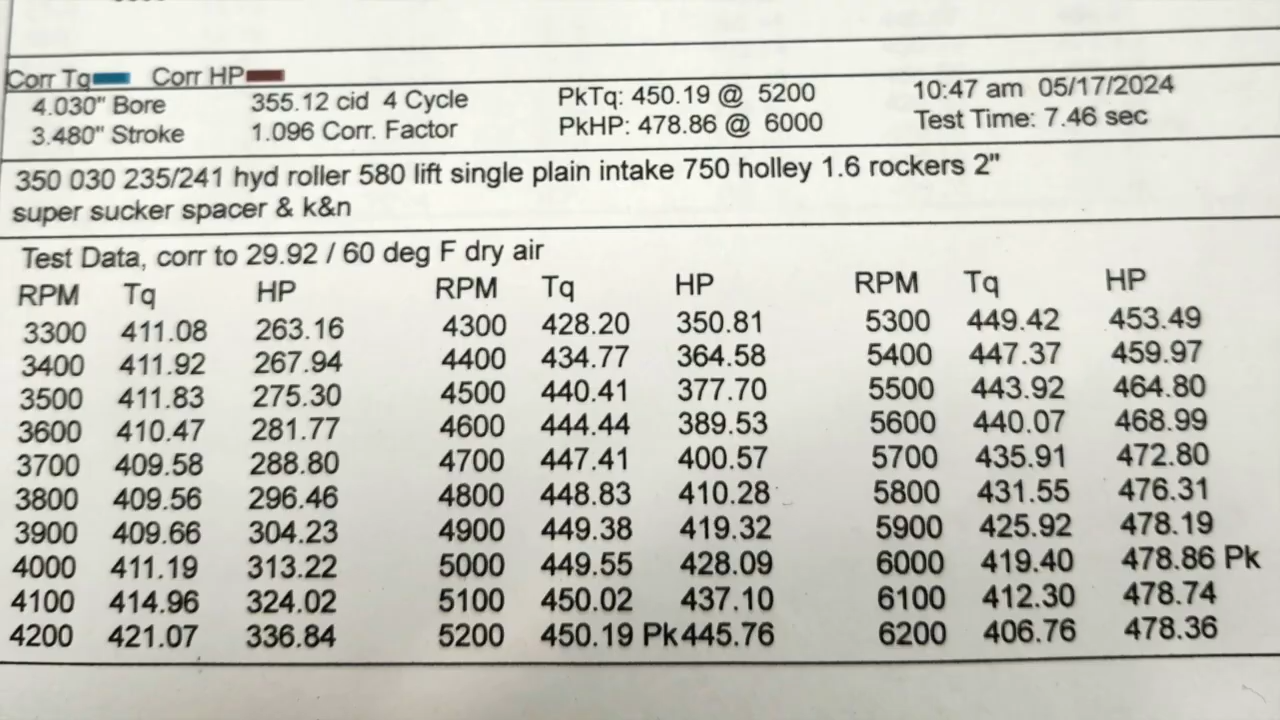 Corr Tq Corr HP
4.030" Bore 355.12 cid 4 Cycle PkTq: 450.19 @ 5200 10:47 am 05/17/2024
3.480" Stroke 1.096 Corr. Factor PkHP: 478.86 @ 6000 Test Time: 7.46 sec
350 030 235/241 hyd roller 580 lift single plain intake 750 holley 1.6 rockers 2"
super sucker spacer & k&n
Test Data, corr to 29.92 / 60 deg F dry air
RPM Tq HP RPM Tq HP RPM Tq HP
3300 411.08 263.16 4300 428.20 350.81 5300 449.42 453.49
3400 411.92 267.94 4400 434.77 364.58 5400 447.37 459.97
3500 411.83 275.30 4500 440.41 377.70 5500 443.92 464.80
3600 410.47 281.77 4600 444.44 389.53 5600 440.07 468.99
3700 409.58 288.80 4700 447.41 400.57 5700 435.91 472.80
3800 409.56 296.46 4800 448.83 410.28 5800 431.55 476.31
3900 409.66 304.23 4900 449.38 419.32 5900 425.92 478.19
4000 411.19 313.22 5000 449.55 428.09 6000 419.40 478.86 Pk
4100 414.96 324.02 5100 450.02 437.10 6100 412.30 478.74
4200 421.07 336.84 5200 450.19 Pk 445.76 6200 406.76 478.36